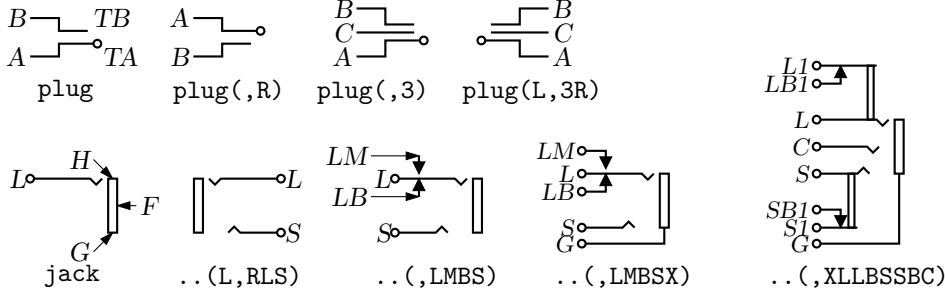 B TB
A TA
plug
A
B
plug(,R)
B
C
A
plug(,3)
B
C
A
plug(L,3R)
L
H
F
G
jack
L
S
..(L,RLS)
LM
L
LB
S
..(,LMBS)
LM
L
LB
S
G
..(,LMBSX)
L1
LB1
L
C
S
SB1
S1
G
..(,XLLBSSBC)